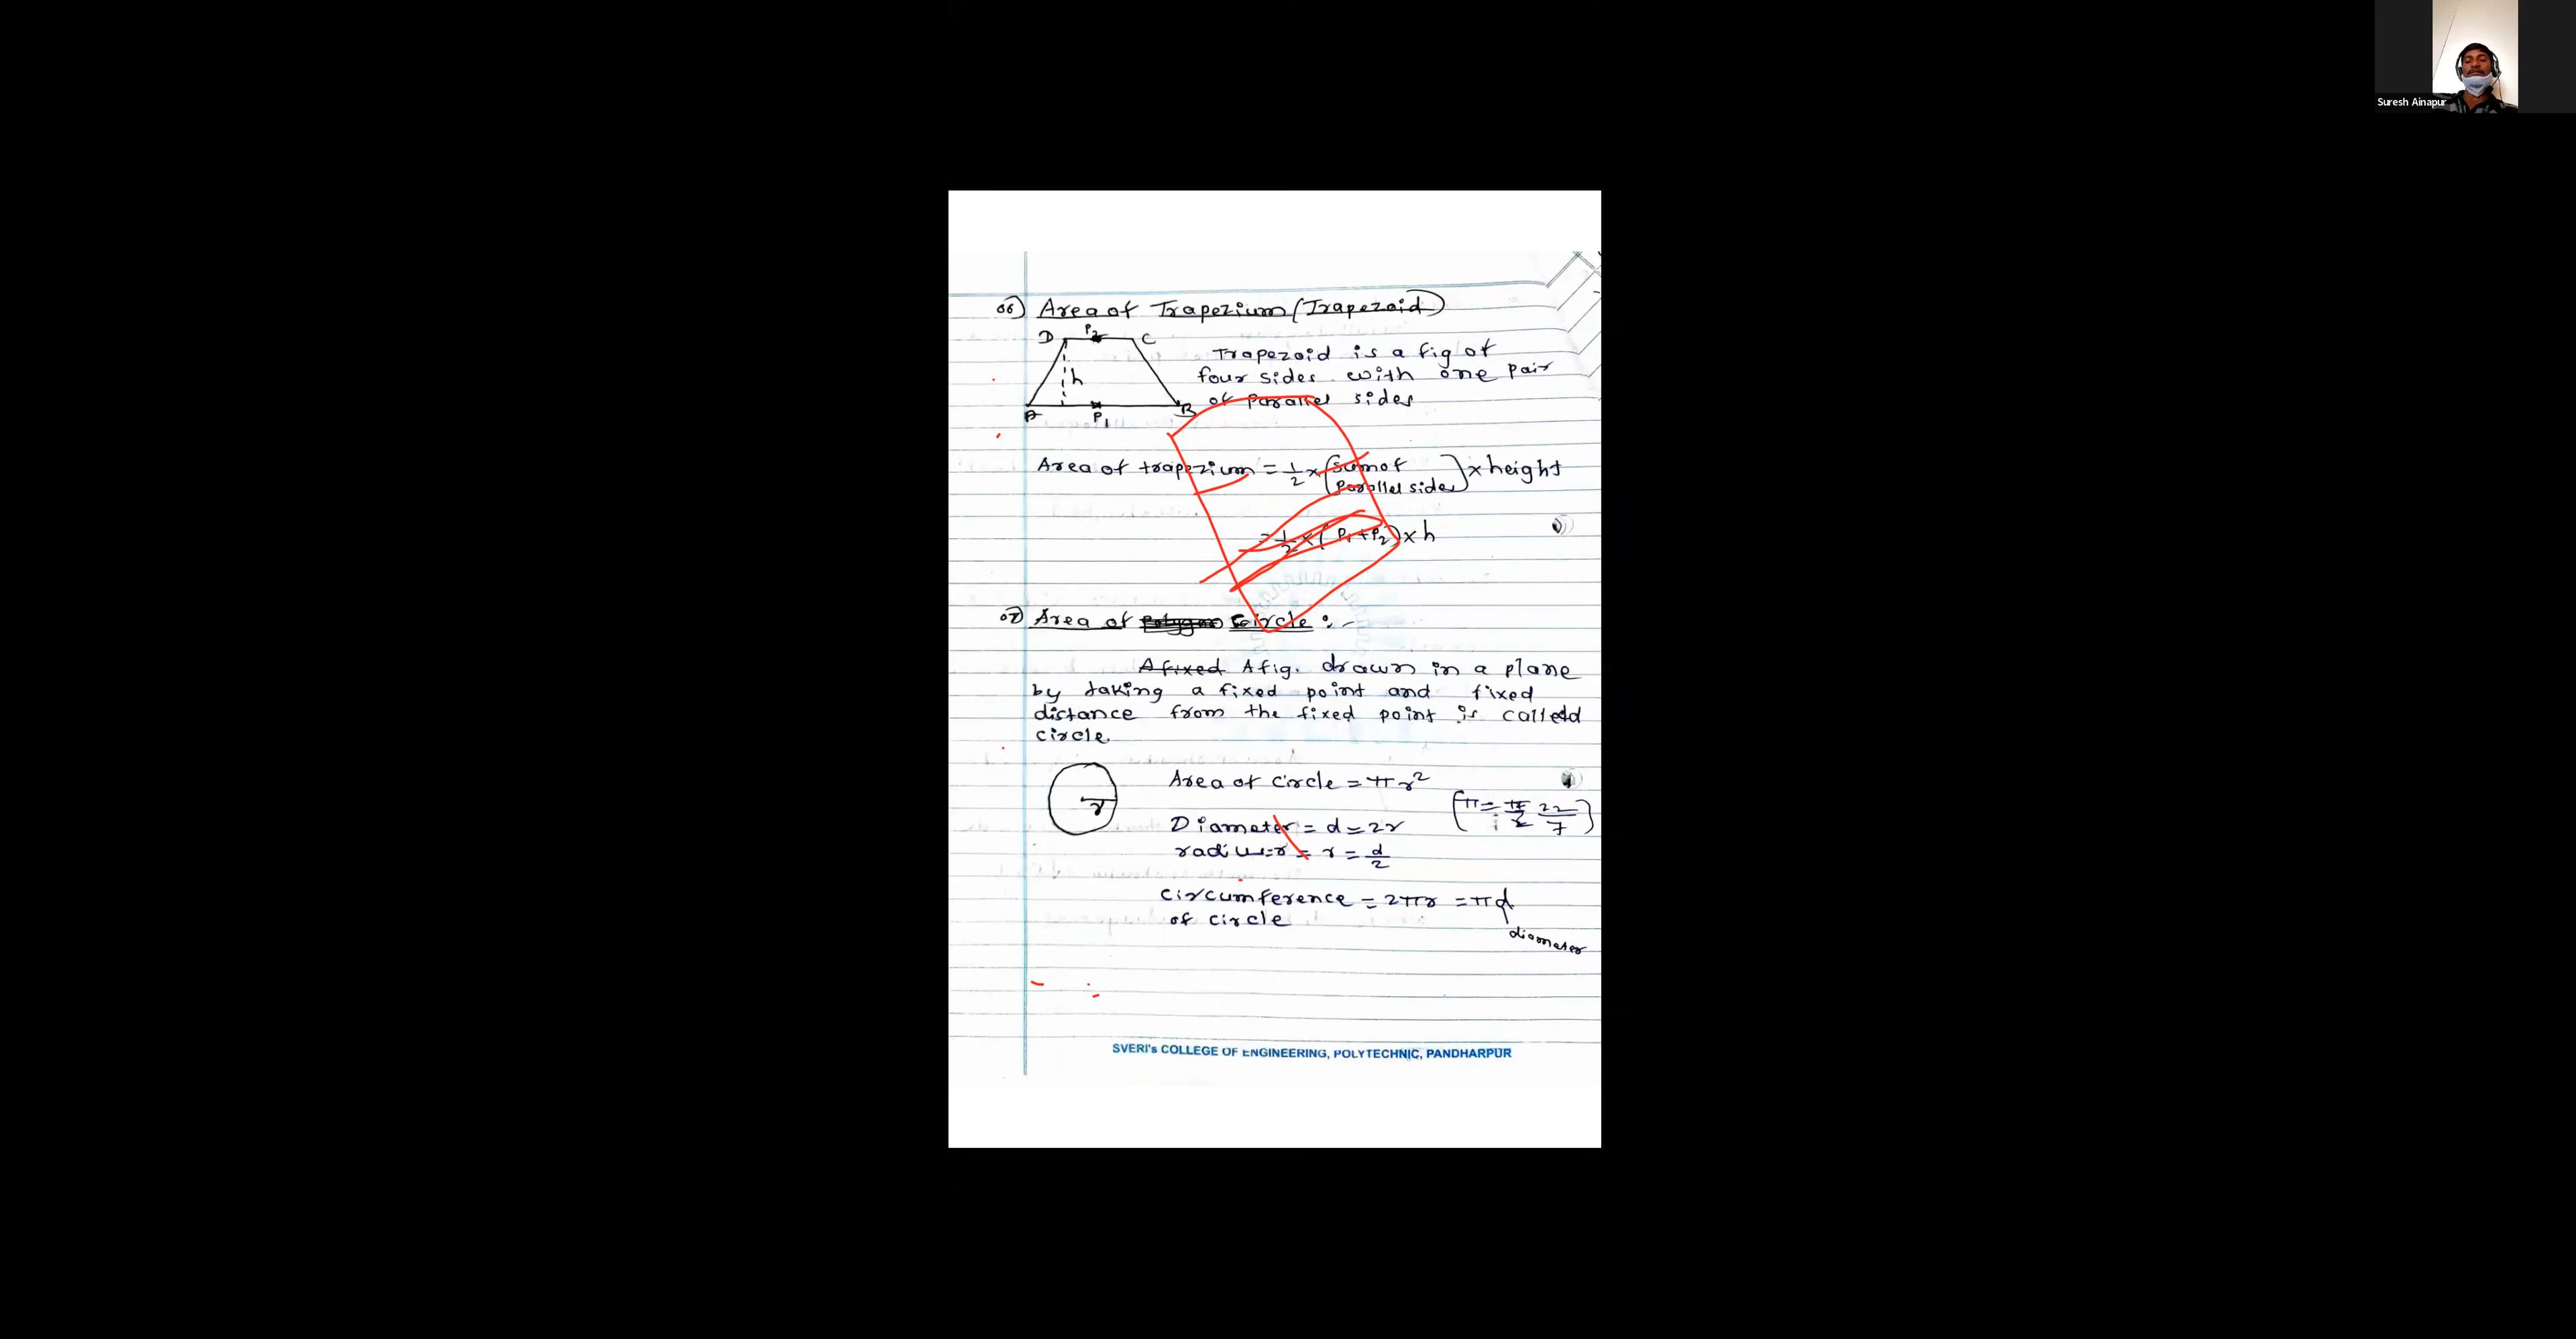 Suresh Ainapur
06) Area of Trapezium (Trapezoid)
D P2 C
h
A P1 B
Trapezoid is a fig of
four sides with one pair
of parallel sides
Area of trapezium = 1/2 × (sum of parallel sides) × height
= 1/2 × (P1 + P2) × h
07) Area of Circle :-
A fixed A fig. drawn in a plane
by taking a fixed point and fixed
distance from the fixed point is called
circle.
r
Area of circle = πr²
(π = 22/7)
Diameter = d = 2r
radius = r = d/2
circumference = 2πr = πd
of circle
diameter
SVERI's COLLEGE OF ENGINEERING, POLYTECHNIC, PANDHARPUR